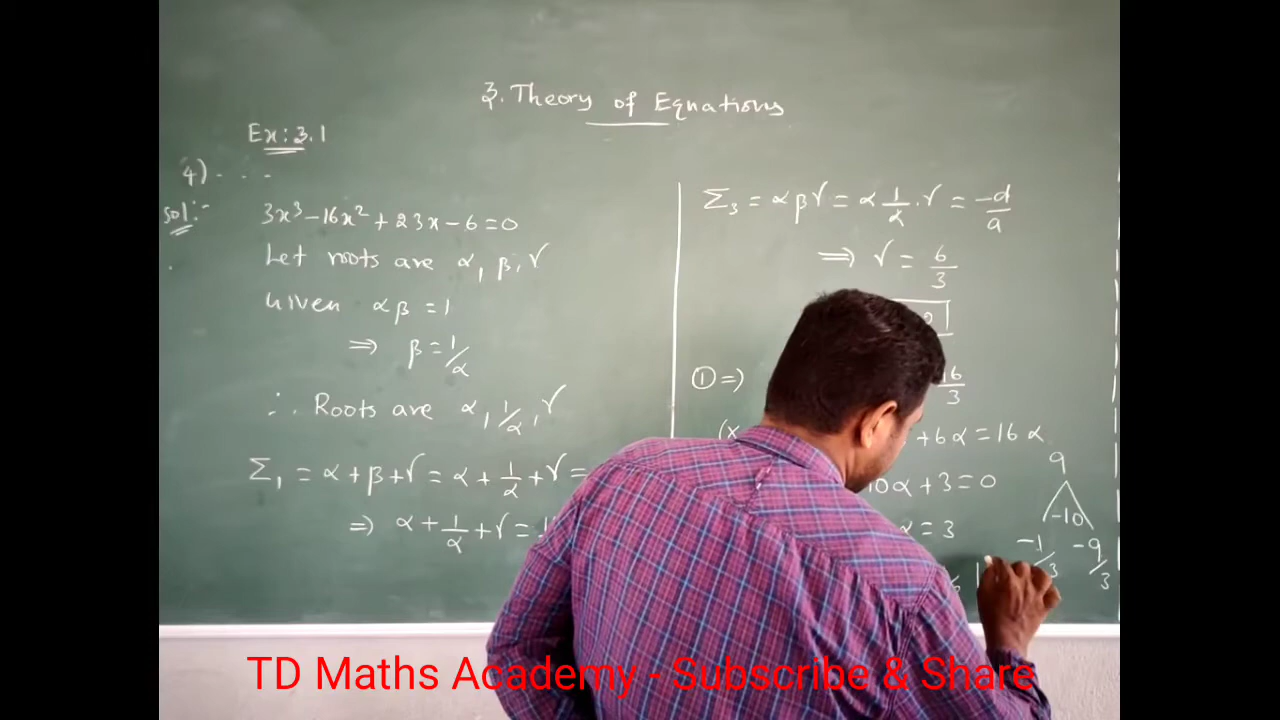 3. Theory of Equations
Ex: 3.1
4) . . .
Sol:-
3x³ - 16x² + 23x - 6 = 0
Let roots are α, β, γ
Given αβ = 1
⇒ β = 1/α
∴ Roots are α, 1/α, γ
Σ₁ = α + β + γ = α + 1/α + γ =
⇒ α + 1/α + γ =
Σ₃ = αβγ = α 1/α . γ = -d/a
⇒ γ = 6/3
① ⇒
16/3
+ 6α = 16α
10α + 3 = 0
α = 3
9
-10
-1/3 -9/3
TD Maths Academy - Subscribe & Share